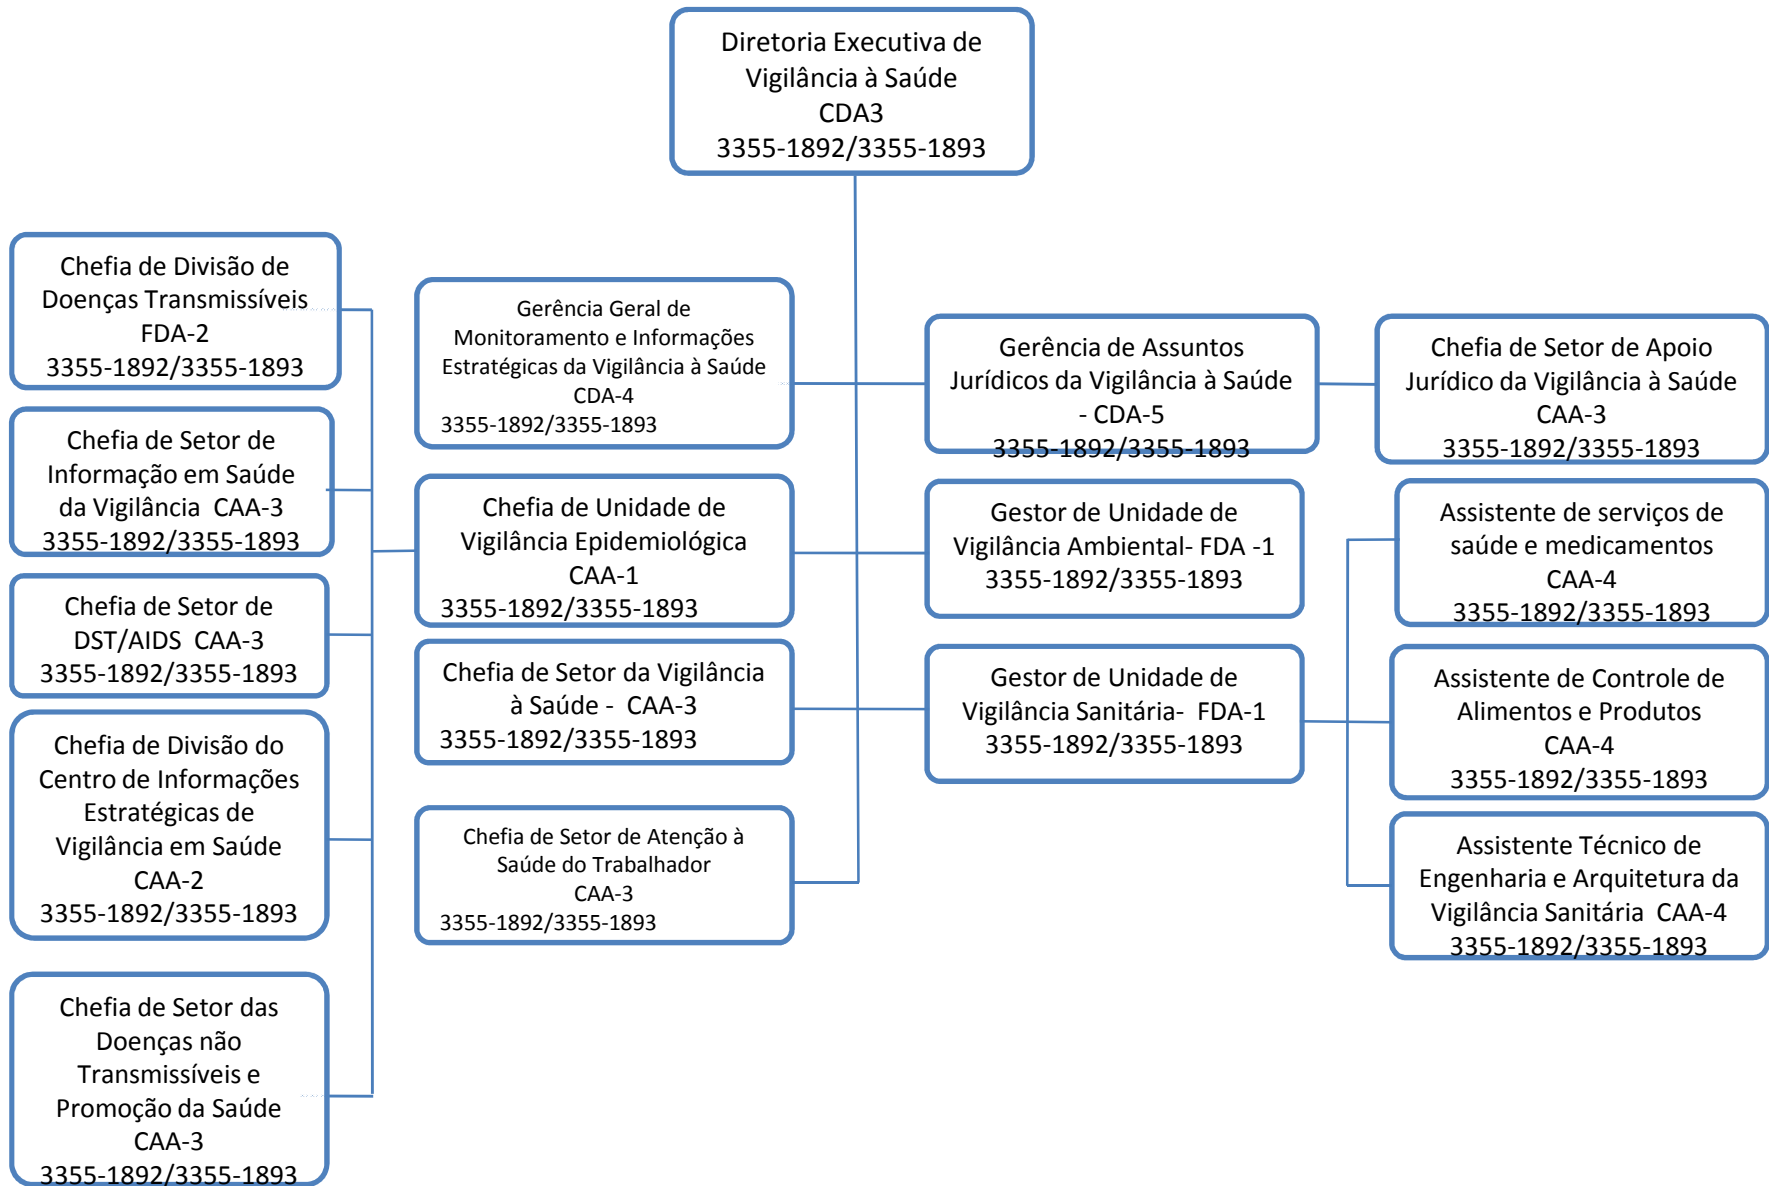 Diretoria Executiva de
Vigilância à Saúde
CDA3
3355-1892/3355-1893
Chefia de Divisão de
Doenças Transmissíveis
FDA-2
3355-1892/3355-1893
Chefia de Setor de
Informação em Saúde
da Vigilância CAA-3
3355-1892/3355-1893
Chefia de Setor de
DST/AIDS CAA-3
3355-1892/3355-1893
Chefia de Divisão do
Centro de Informações
Estratégicas de
Vigilância em Saúde
CAA-2
3355-1892/3355-1893
Chefia de Setor das
Doenças não
Transmissíveis e
Promoção da Saúde
CAA-3
3355-1892/3355-1893
Gerência Geral de
Monitoramento e Informações
Estratégicas da Vigilância à Saúde
CDA-4
3355-1892/3355-1893
Chefia de Unidade de
Vigilância Epidemiológica
CAA-1
3355-1892/3355-1893
Chefia de Setor da Vigilância
à Saúde - CAA-3
3355-1892/3355-1893
Chefia de Setor de Atenção à
Saúde do Trabalhador
CAA-3
3355-1892/3355-1893
Gerência de Assuntos
Jurídicos da Vigilância à Saúde
- CDA-5
3355-1892/3355-1893
Gestor de Unidade de
Vigilância Ambiental- FDA -1
3355-1892/3355-1893
Gestor de Unidade de
Vigilância Sanitária- FDA-1
3355-1892/3355-1893
Chefia de Setor de Apoio
Jurídico da Vigilância à Saúde
CAA-3
3355-1892/3355-1893
Assistente de serviços de
saúde e medicamentos
CAA-4
3355-1892/3355-1893
Assistente de Controle de
Alimentos e Produtos
CAA-4
3355-1892/3355-1893
Assistente Técnico de
Engenharia e Arquitetura da
Vigilância Sanitária CAA-4
3355-1892/3355-1893